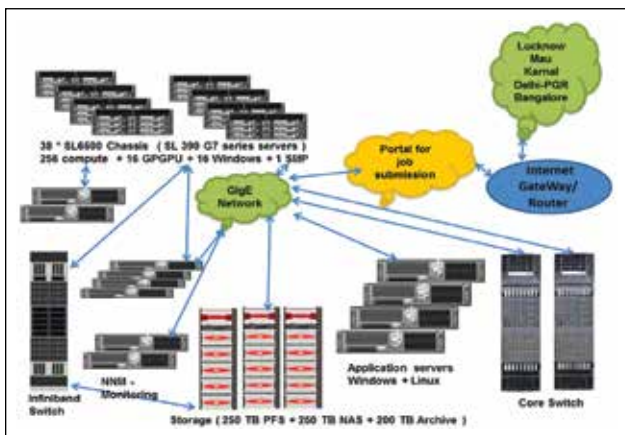 Lucknow
Mau
Karnal
Delhi-PGR
Bangalore
38 * SL6500 Chassis ( SL 390 G7 series servers )
256 compute + 16 GPGPU + 16 Windows + 1 SMP
Portal for
job
submission
Internet
GateWay/
Router
GigE
Network
NNM -
Monitoring
Application servers
Windows + Linux
Infiniband
Switch
Core Switch
Storage ( 250 TB PFS + 250 TB NAS + 200 TB Archive )